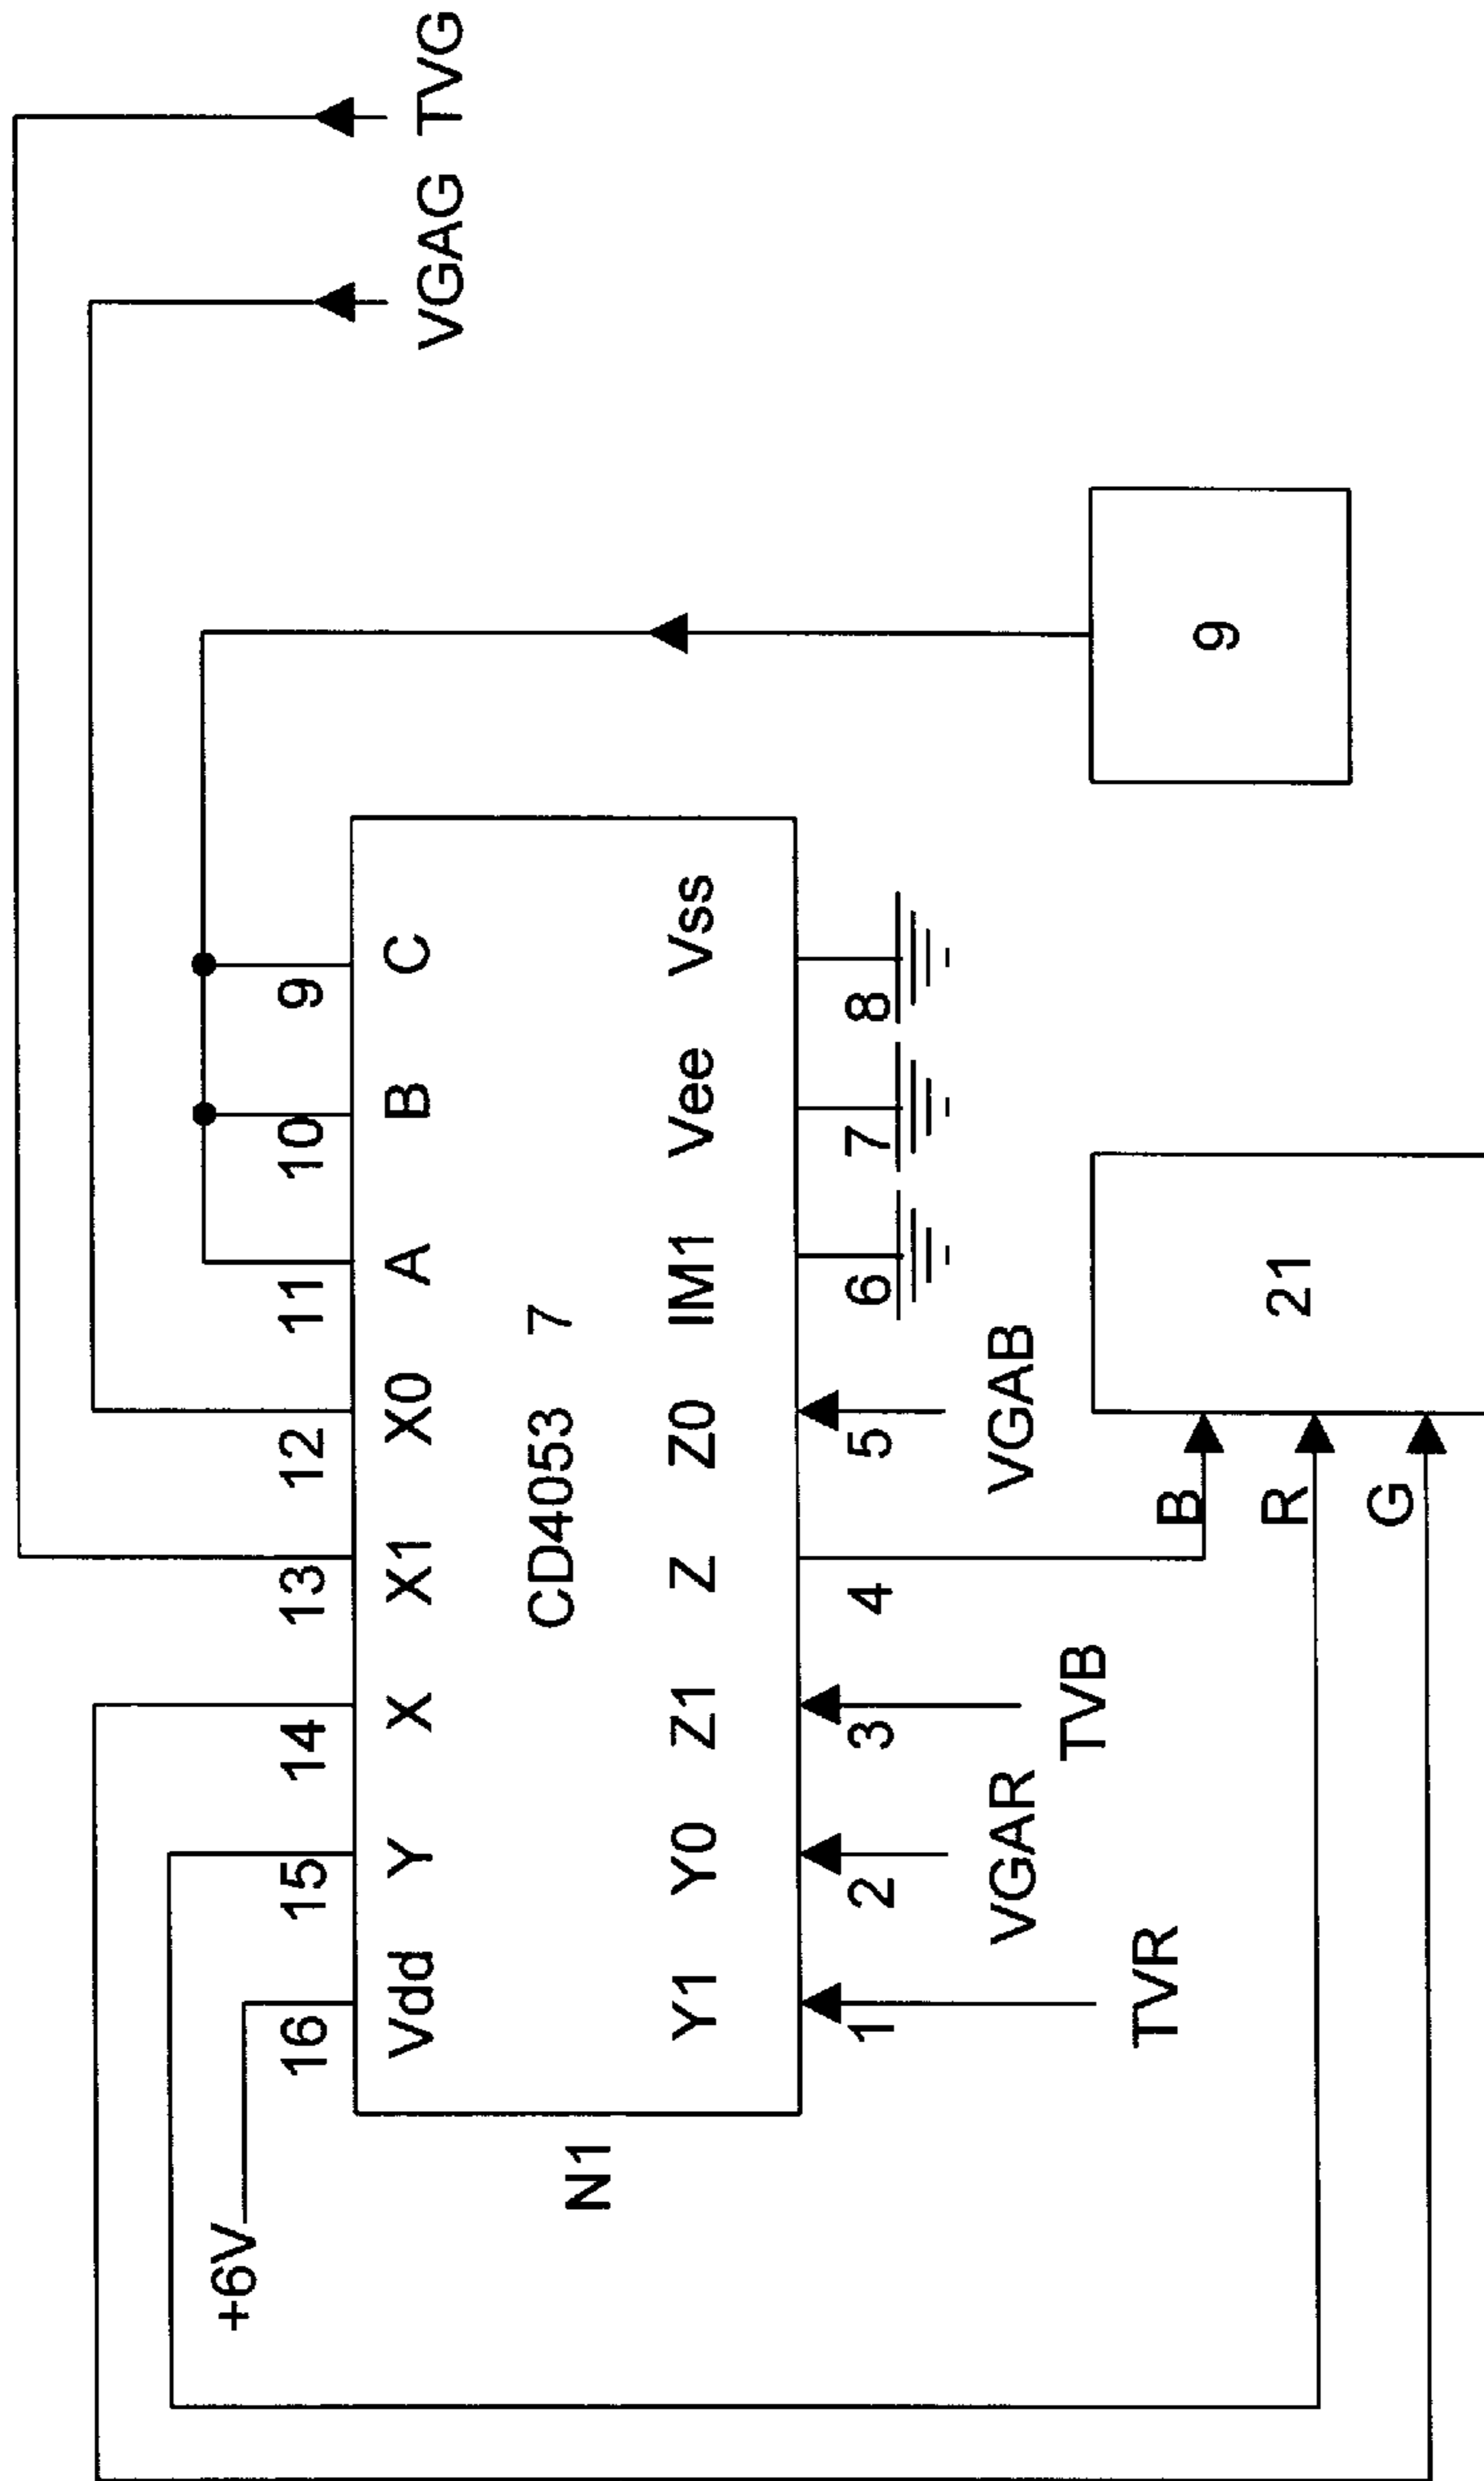 TVG
VGAG
+6V
16 15 14 13 12 11 10 9
Vdd Y X X1 X0 A B C
N1
CD4053 7
Y1 Y0 Z1 Z Z0 IM1 Vee Vss
1 2 3 4 5 6 7 8
VGAR
VGAB
TVB
TVR
9
B
R
G
21